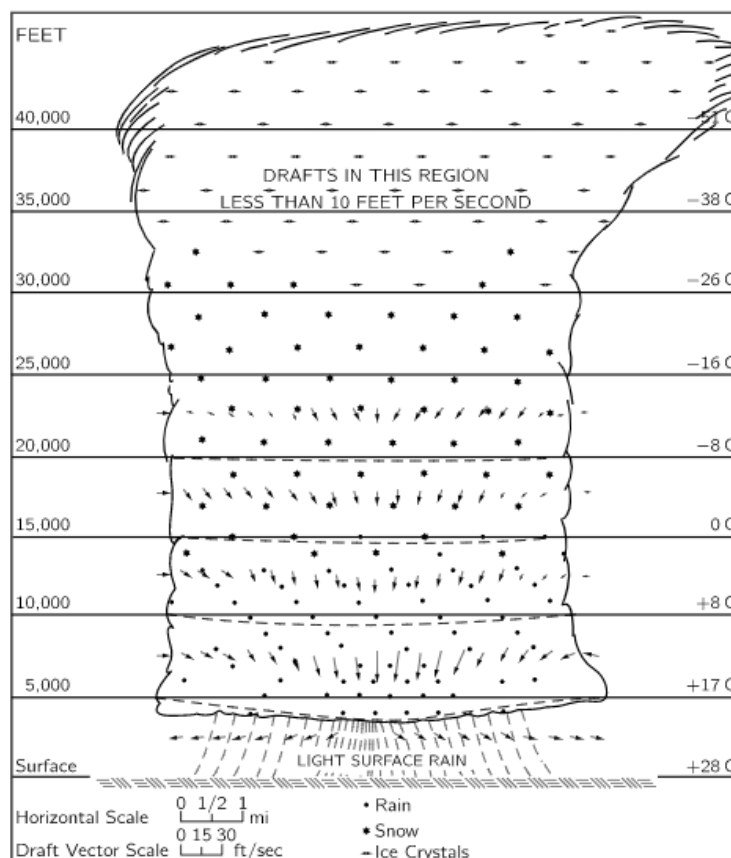 FEET
40,000
−51 C
DRAFTS IN THIS REGION
35,000
LESS THAN 10 FEET PER SECOND
−38 C
30,000
−26 C
25,000
−16 C
20,000
−8 C
15,000
0 C
10,000
+8 C
5,000
+17 C
LIGHT SURFACE RAIN
Surface
+28 C
0 1/2 1
Horizontal Scale
mi
0 15 30
Draft Vector Scale
ft/sec
Rain
Snow
Ice Crystals